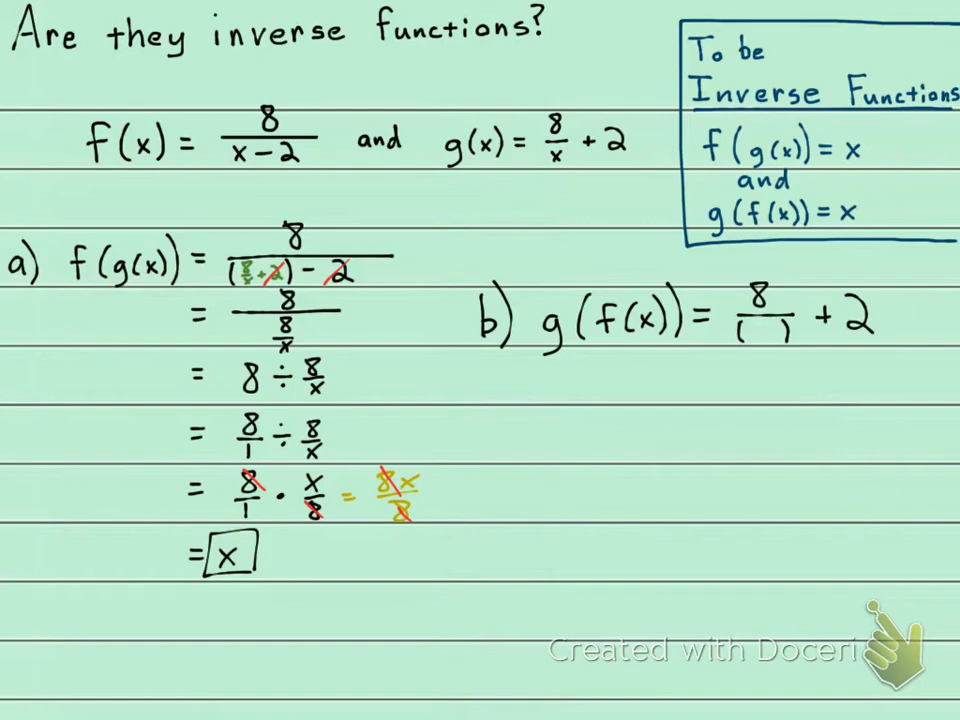 Are they inverse functions?
To be
Inverse Functions
f(g(x)) = x
and
g(f(x)) = x
f(x) = 8/(x-2) and g(x) = 8/x + 2
a) f(g(x)) = 8/((8/x+2) - 2)
= 8/(8/x)
= 8 ÷ 8/x
= 8/1 ÷ 8/x
= 8/1 · x/8 = 8x/8
= x
b) g(f(x)) = 8/( ) + 2
Created with Doceri